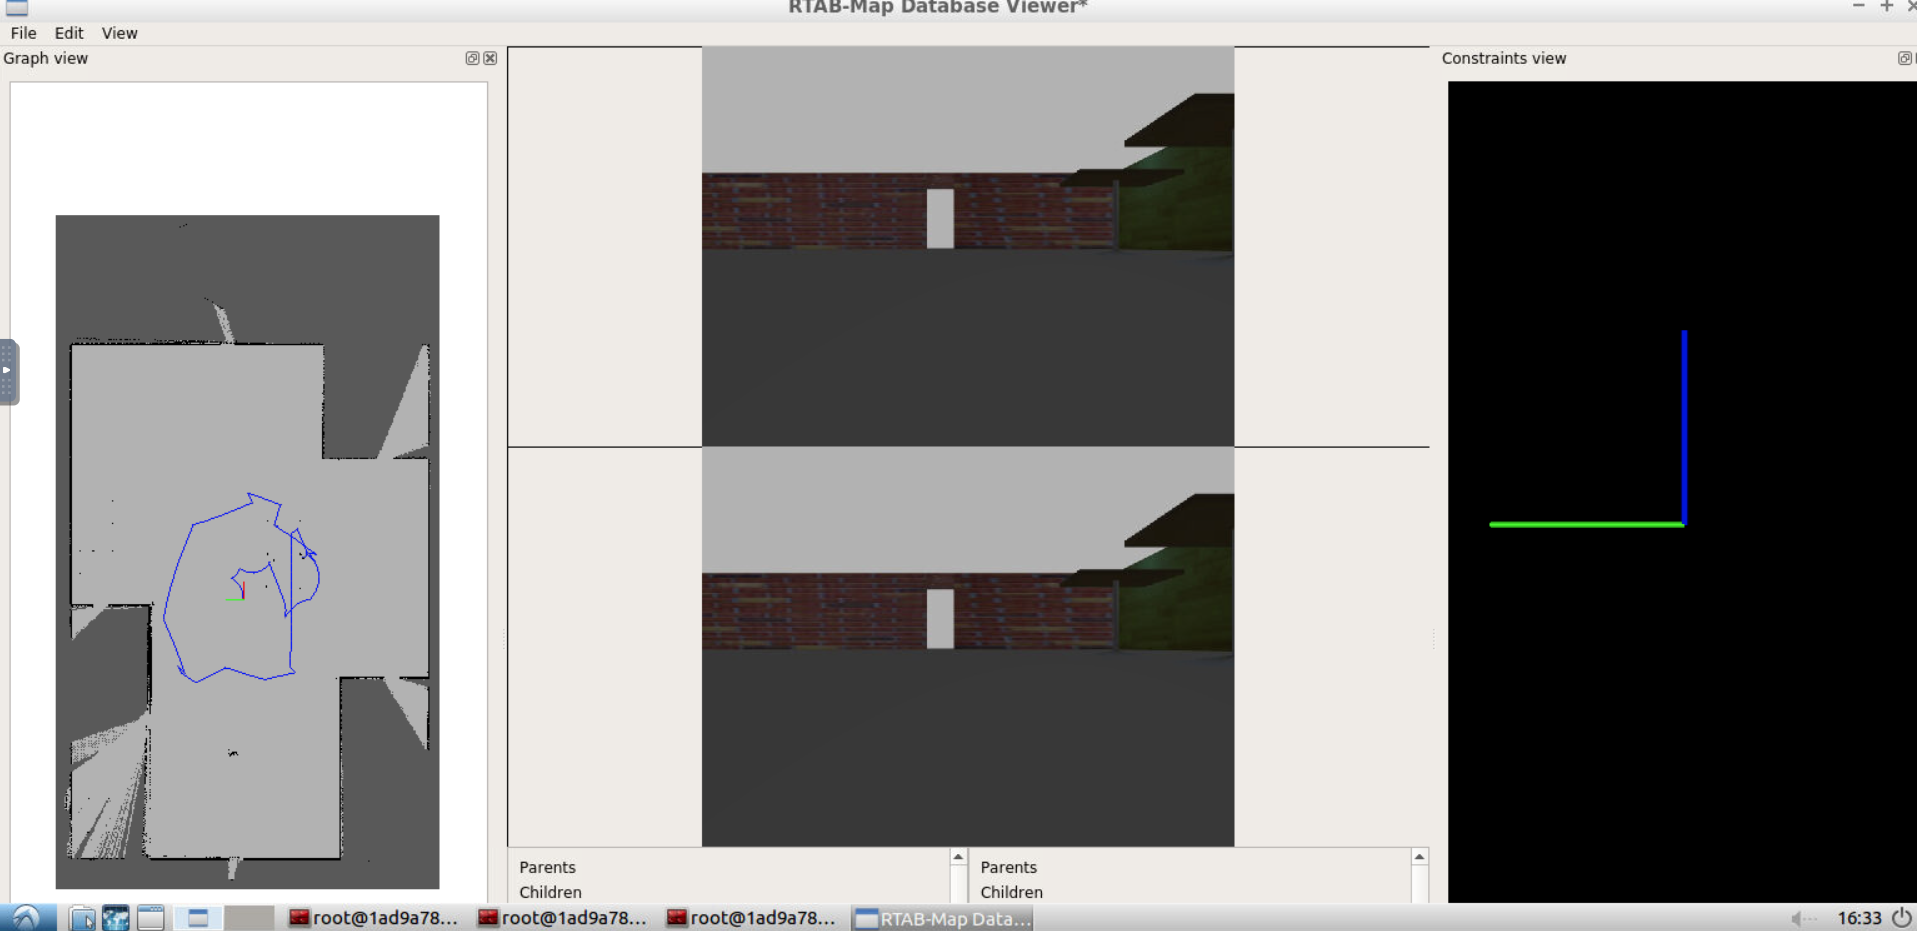 RTAB-Map Database Viewer*
File Edit View
Graph view
Constraints view
Parents
Children
Parents
Children
root@1ad9a78...
root@1ad9a78...
root@1ad9a78...
RTAB-Map Data...
16:33